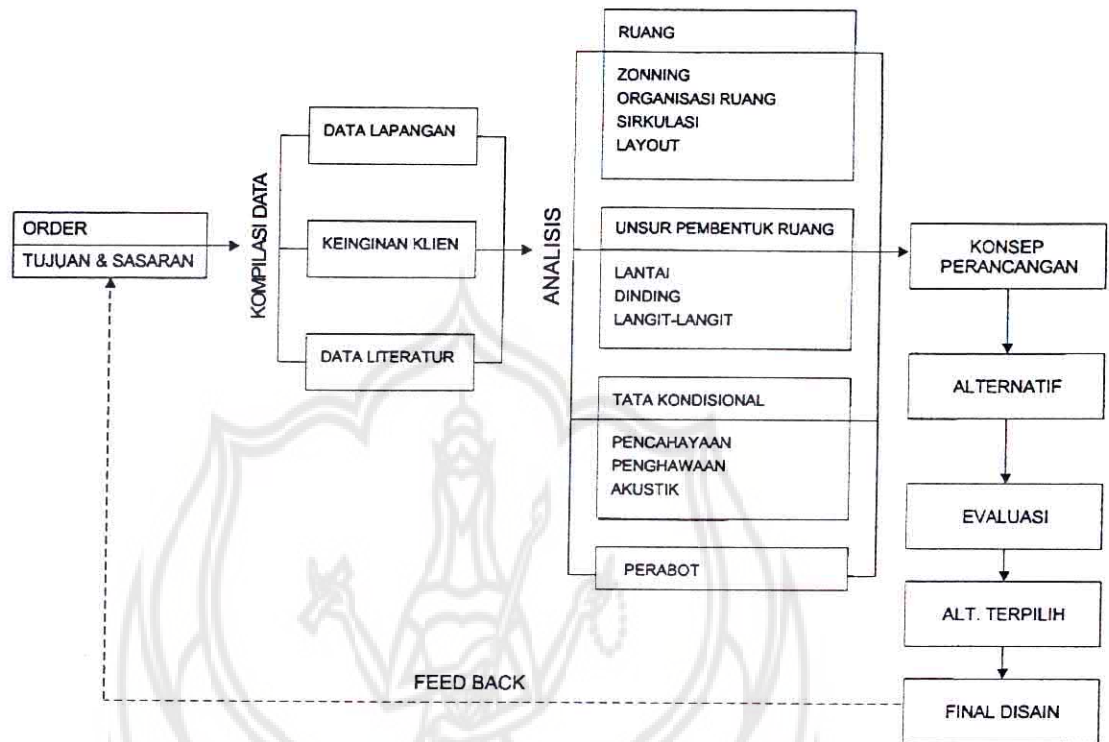 ORDER
TUJUAN & SASARAN
KOMPILASI DATA
DATA LAPANGAN
KEINGINAN KLIEN
DATA LITERATUR
ANALISIS
RUANG
ZONNING
ORGANISASI RUANG
SIRKULASI
LAYOUT
UNSUR PEMBENTUK RUANG
LANTAI
DINDING
LANGIT-LANGIT
TATA KONDISIONAL
PENCAHAYAAN
PENGHAWAAN
AKUSTIK
PERABOT
KONSEP
PERANCANGAN
ALTERNATIF
EVALUASI
ALT. TERPILIH
FINAL DISAIN
FEED BACK